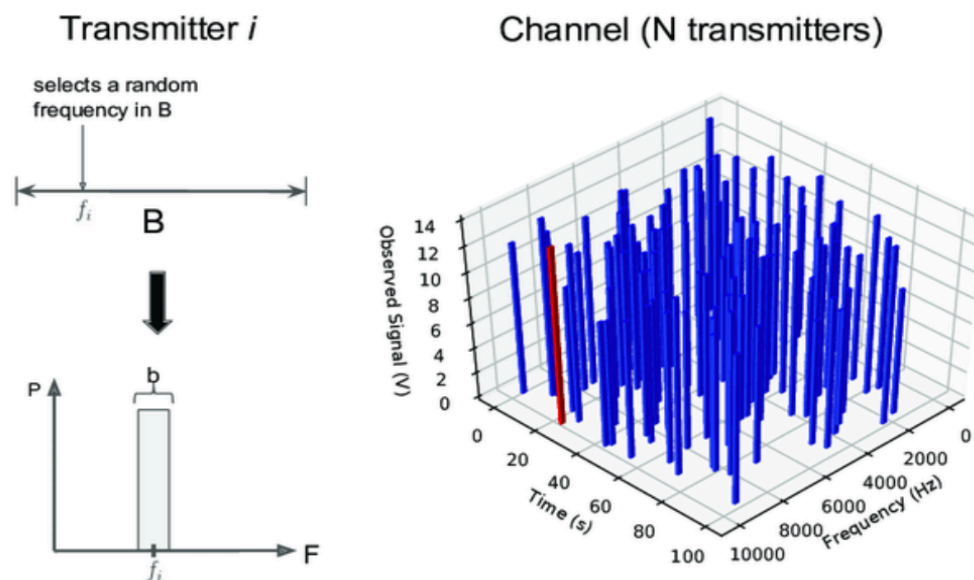 Transmitter i
selects a random
frequency in B
f_i
B
b
P
F
f_i
Channel (N transmitters)
Observed Signal (V)
14
12
10
8
6
4
2
0
Time (s)
0
20
40
60
80
100
Frequency (Hz)
0
2000
4000
6000
8000
10000